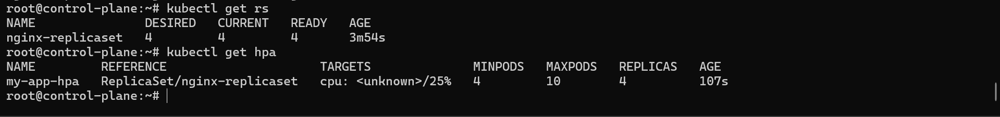 root@control-plane:~# kubectl get rs
NAME               DESIRED   CURRENT   READY   AGE
nginx-replicaset   4         4         4       3m54s
root@control-plane:~# kubectl get hpa
NAME         REFERENCE                     TARGETS              MINPODS   MAXPODS   REPLICAS   AGE
my-app-hpa   ReplicaSet/nginx-replicaset   cpu: <unknown>/25%   4         10        4          107s
root@control-plane:~#